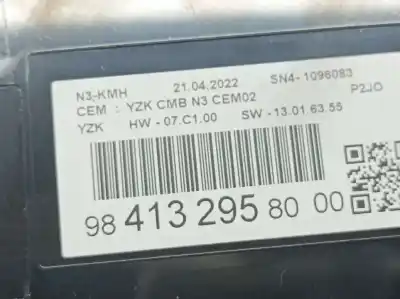 N3-KMH 21.04.2022 SN4-1096083
CEM : YZK CMB N3 CEM02 P2JO
YZK HW - 07.C1.00 SW - 13.01.63.55
98 413 295 80 00